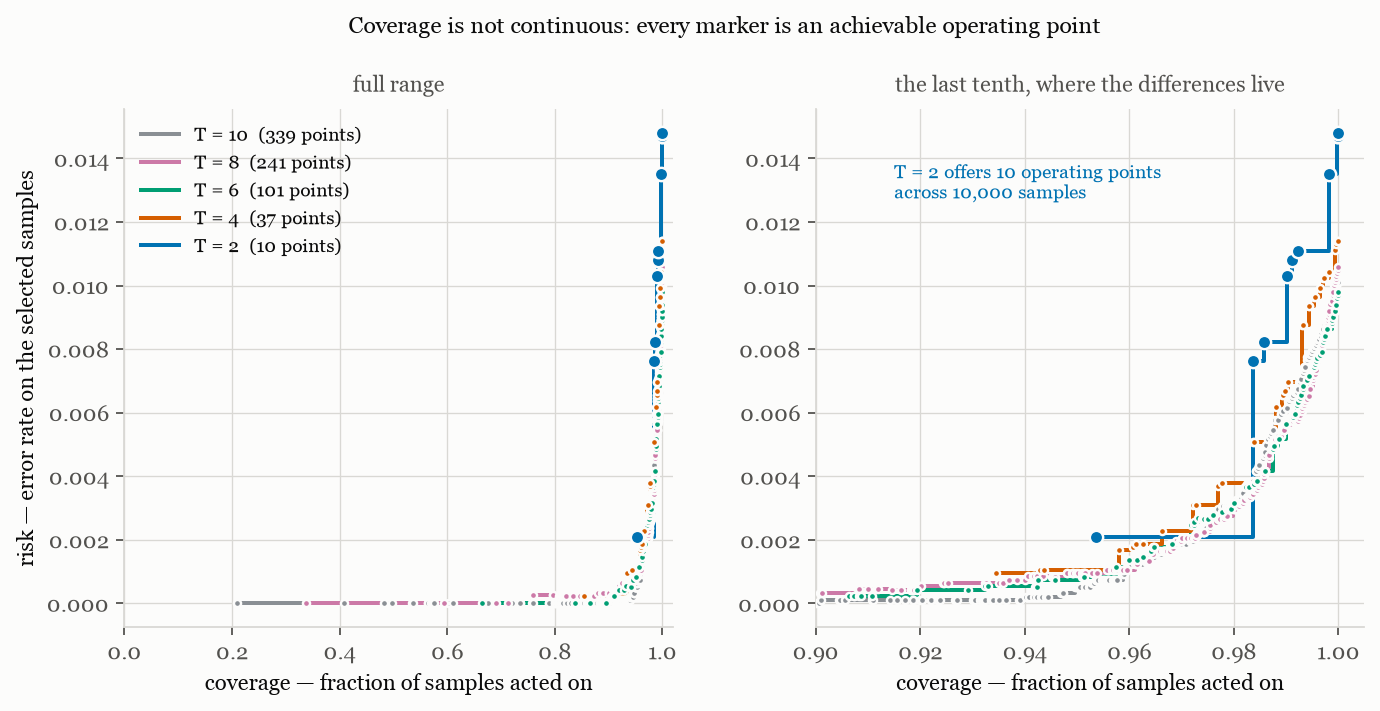 Coverage is not continuous: every marker is an achievable operating point
full range
risk — error rate on the selected samples
0.014
0.012
0.010
0.008
0.006
0.004
0.002
0.000
T = 10 (339 points)
T = 8 (241 points)
T = 6 (101 points)
T = 4 (37 points)
T = 2 (10 points)
0.0 0.2 0.4 0.6 0.8 1.0
coverage — fraction of samples acted on
the last tenth, where the differences live
0.014
0.012
0.010
0.008
0.006
0.004
0.002
0.000
T = 2 offers 10 operating points
across 10,000 samples
0.90 0.92 0.94 0.96 0.98 1.00
coverage — fraction of samples acted on